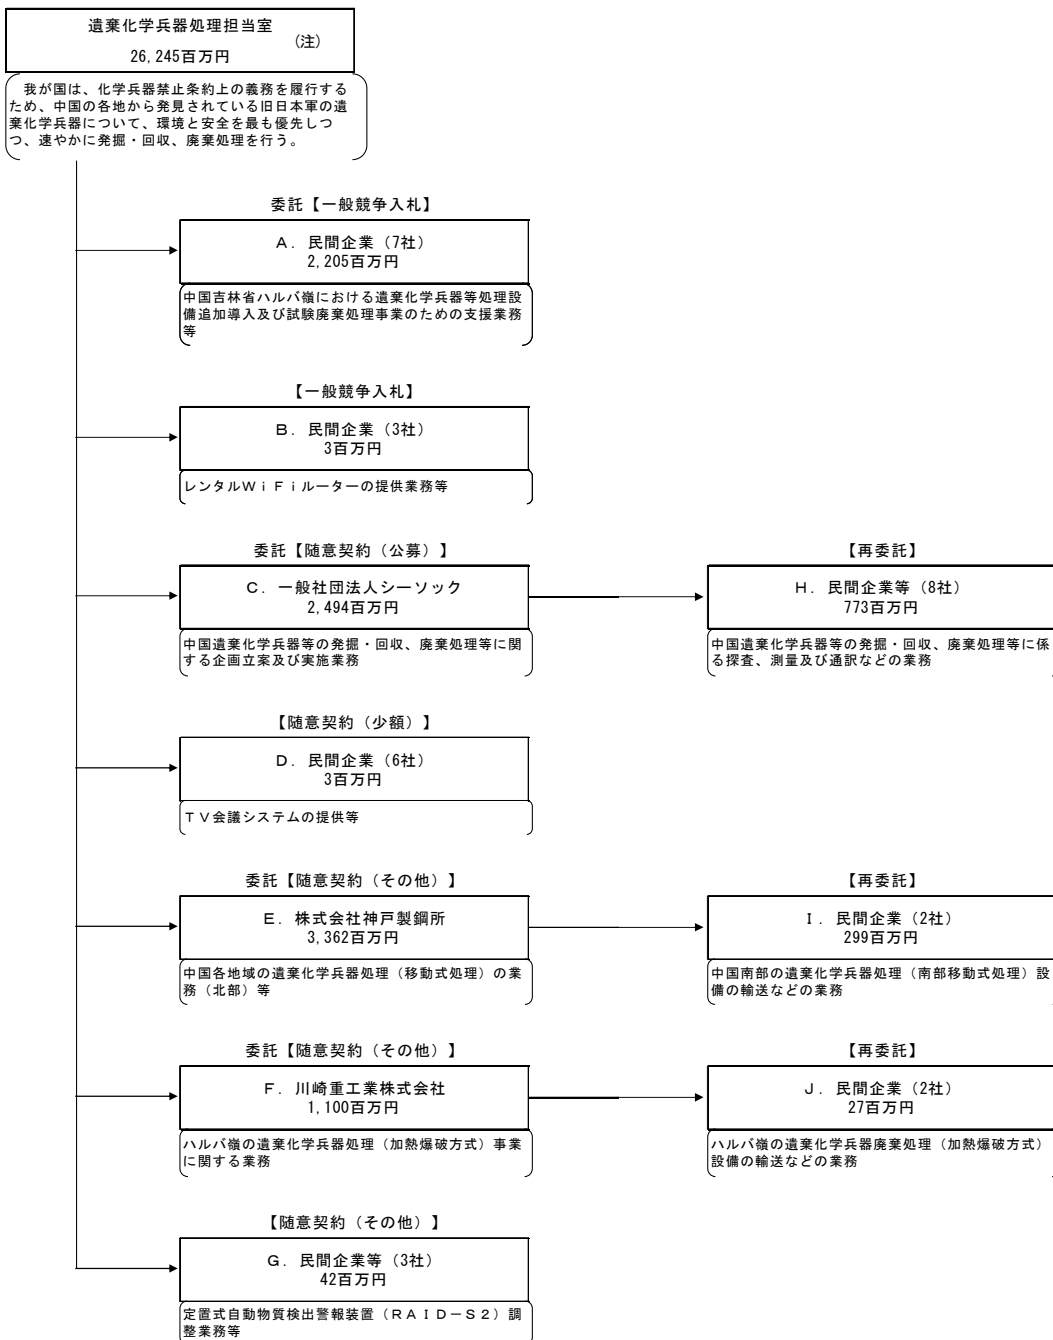 遺棄化学兵器処理担当室
(注)
26,245百万円
我が国は、化学兵器禁止条約上の義務を履行する
ため、中国の各地から発見されている旧日本軍の遺
棄化学兵器について、環境と安全を最も優先しつ
つ、速やかに発掘・回収、廃棄処理を行う。
委託【一般競争入札】
A．民間企業（7社）
2,205百万円
中国吉林省ハルバ嶺における遺棄化学兵器等処理設
備追加導入及び試験廃棄処理事業のための支援業務
等
【一般競争入札】
B．民間企業（3社）
3百万円
レンタルＷｉＦｉルーターの提供業務等
委託【随意契約（公募）】
C．一般社団法人シーソック
2,494百万円
中国遺棄化学兵器等の発掘・回収、廃棄処理等に関
する企画立案及び実施業務
【再委託】
H．民間企業等（8社）
773百万円
中国遺棄化学兵器等の発掘・回収、廃棄処理等に係
る探査、測量及び通訳などの業務
【随意契約（少額）】
D．民間企業（6社）
3百万円
ＴＶ会議システムの提供等
委託【随意契約（その他）】
E．株式会社神戸製鋼所
3,362百万円
中国各地域の遺棄化学兵器処理（移動式処理）の業
務（北部）等
【再委託】
I．民間企業（2社）
299百万円
中国南部の遺棄化学兵器処理（南部移動式処理）設
備の輸送などの業務
委託【随意契約（その他）】
F．川崎重工業株式会社
1,100百万円
ハルバ嶺の遺棄化学兵器処理（加熱爆破方式）事業
に関する業務
【再委託】
J．民間企業（2社）
27百万円
ハルバ嶺の遺棄化学兵器廃棄処理（加熱爆破方式）
設備の輸送などの業務
【随意契約（その他）】
G．民間企業等（3社）
42百万円
定置式自動物質検出警報装置（ＲＡＩＤ－Ｓ２）調
整業務等